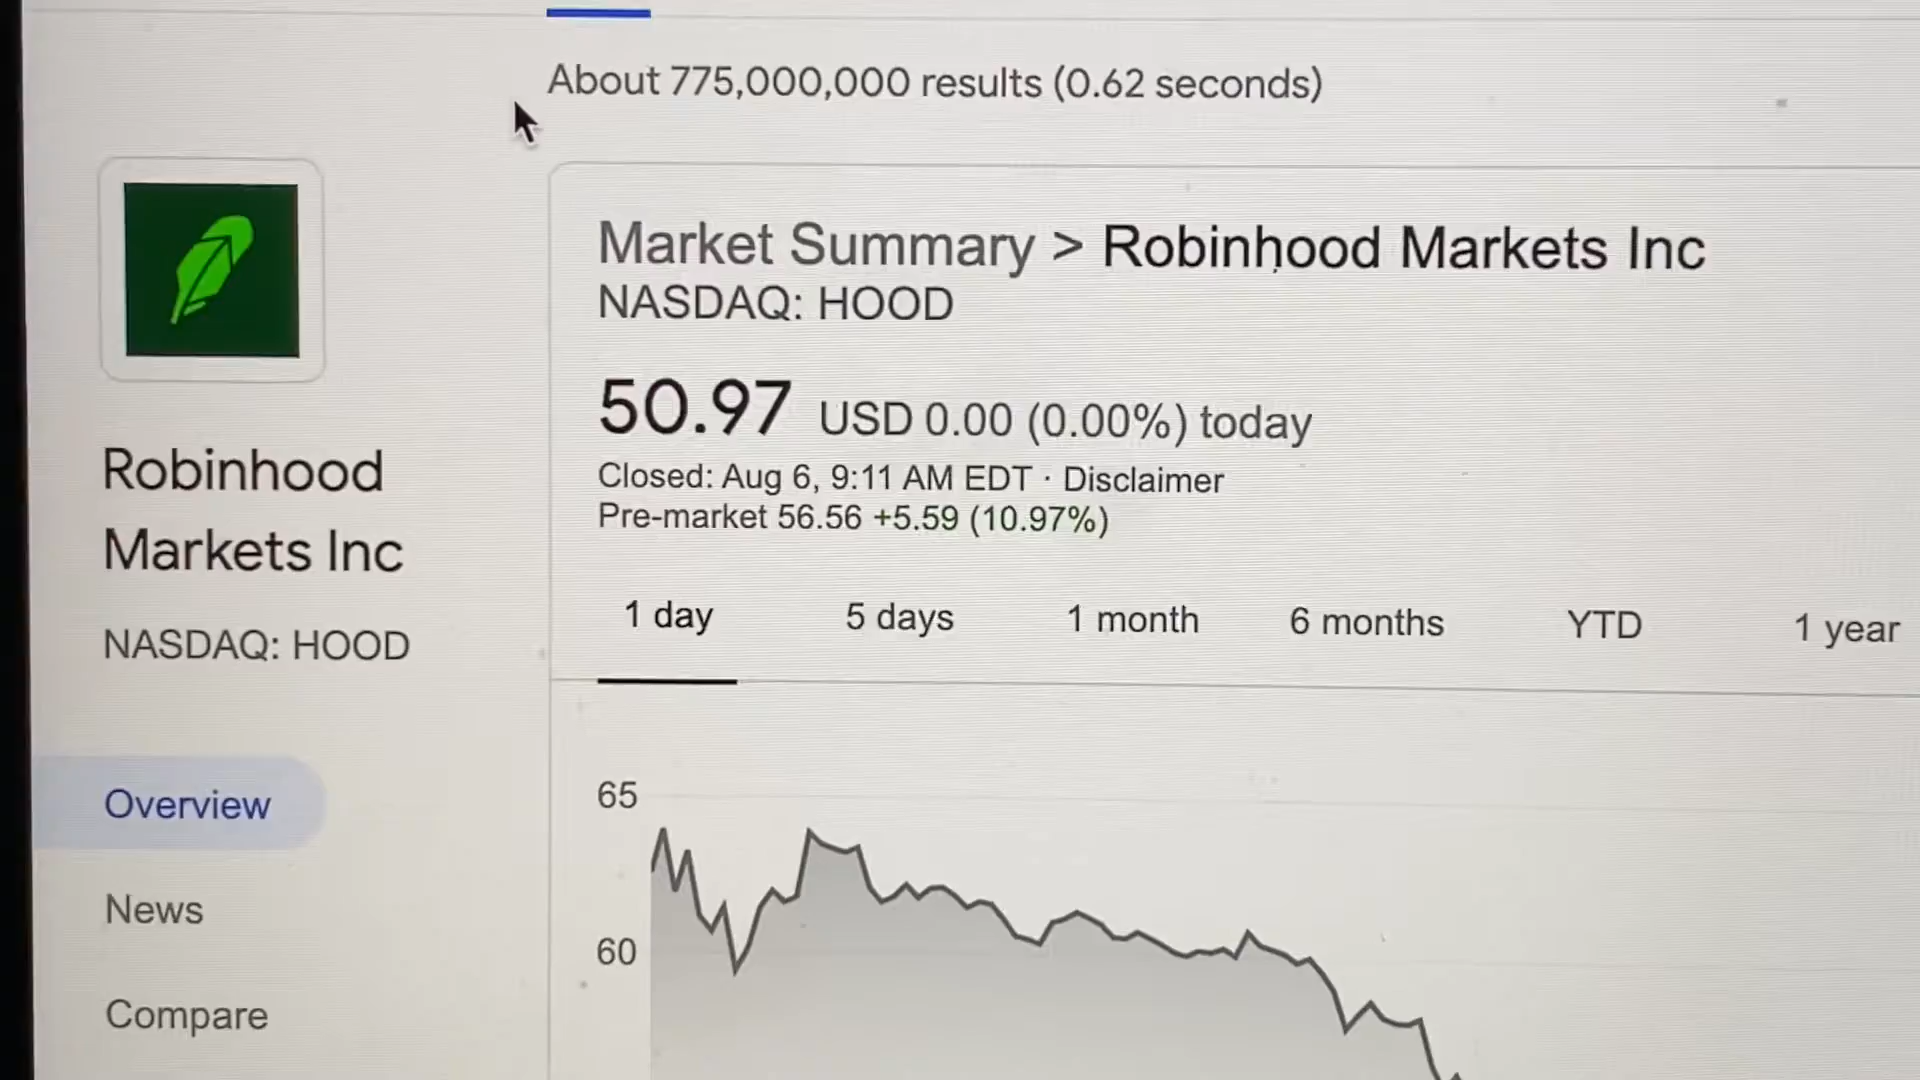 About 775,000,000 results (0.62 seconds)
Robinhood
Markets Inc
NASDAQ: HOOD
Overview
News
Compare
Market Summary > Robinhood Markets Inc
NASDAQ: HOOD
50.97 USD 0.00 (0.00%) today
Closed: Aug 6, 9:11 AM EDT · Disclaimer
Pre-market 56.56 +5.59 (10.97%)
1 day 5 days 1 month 6 months YTD 1 year
65
60